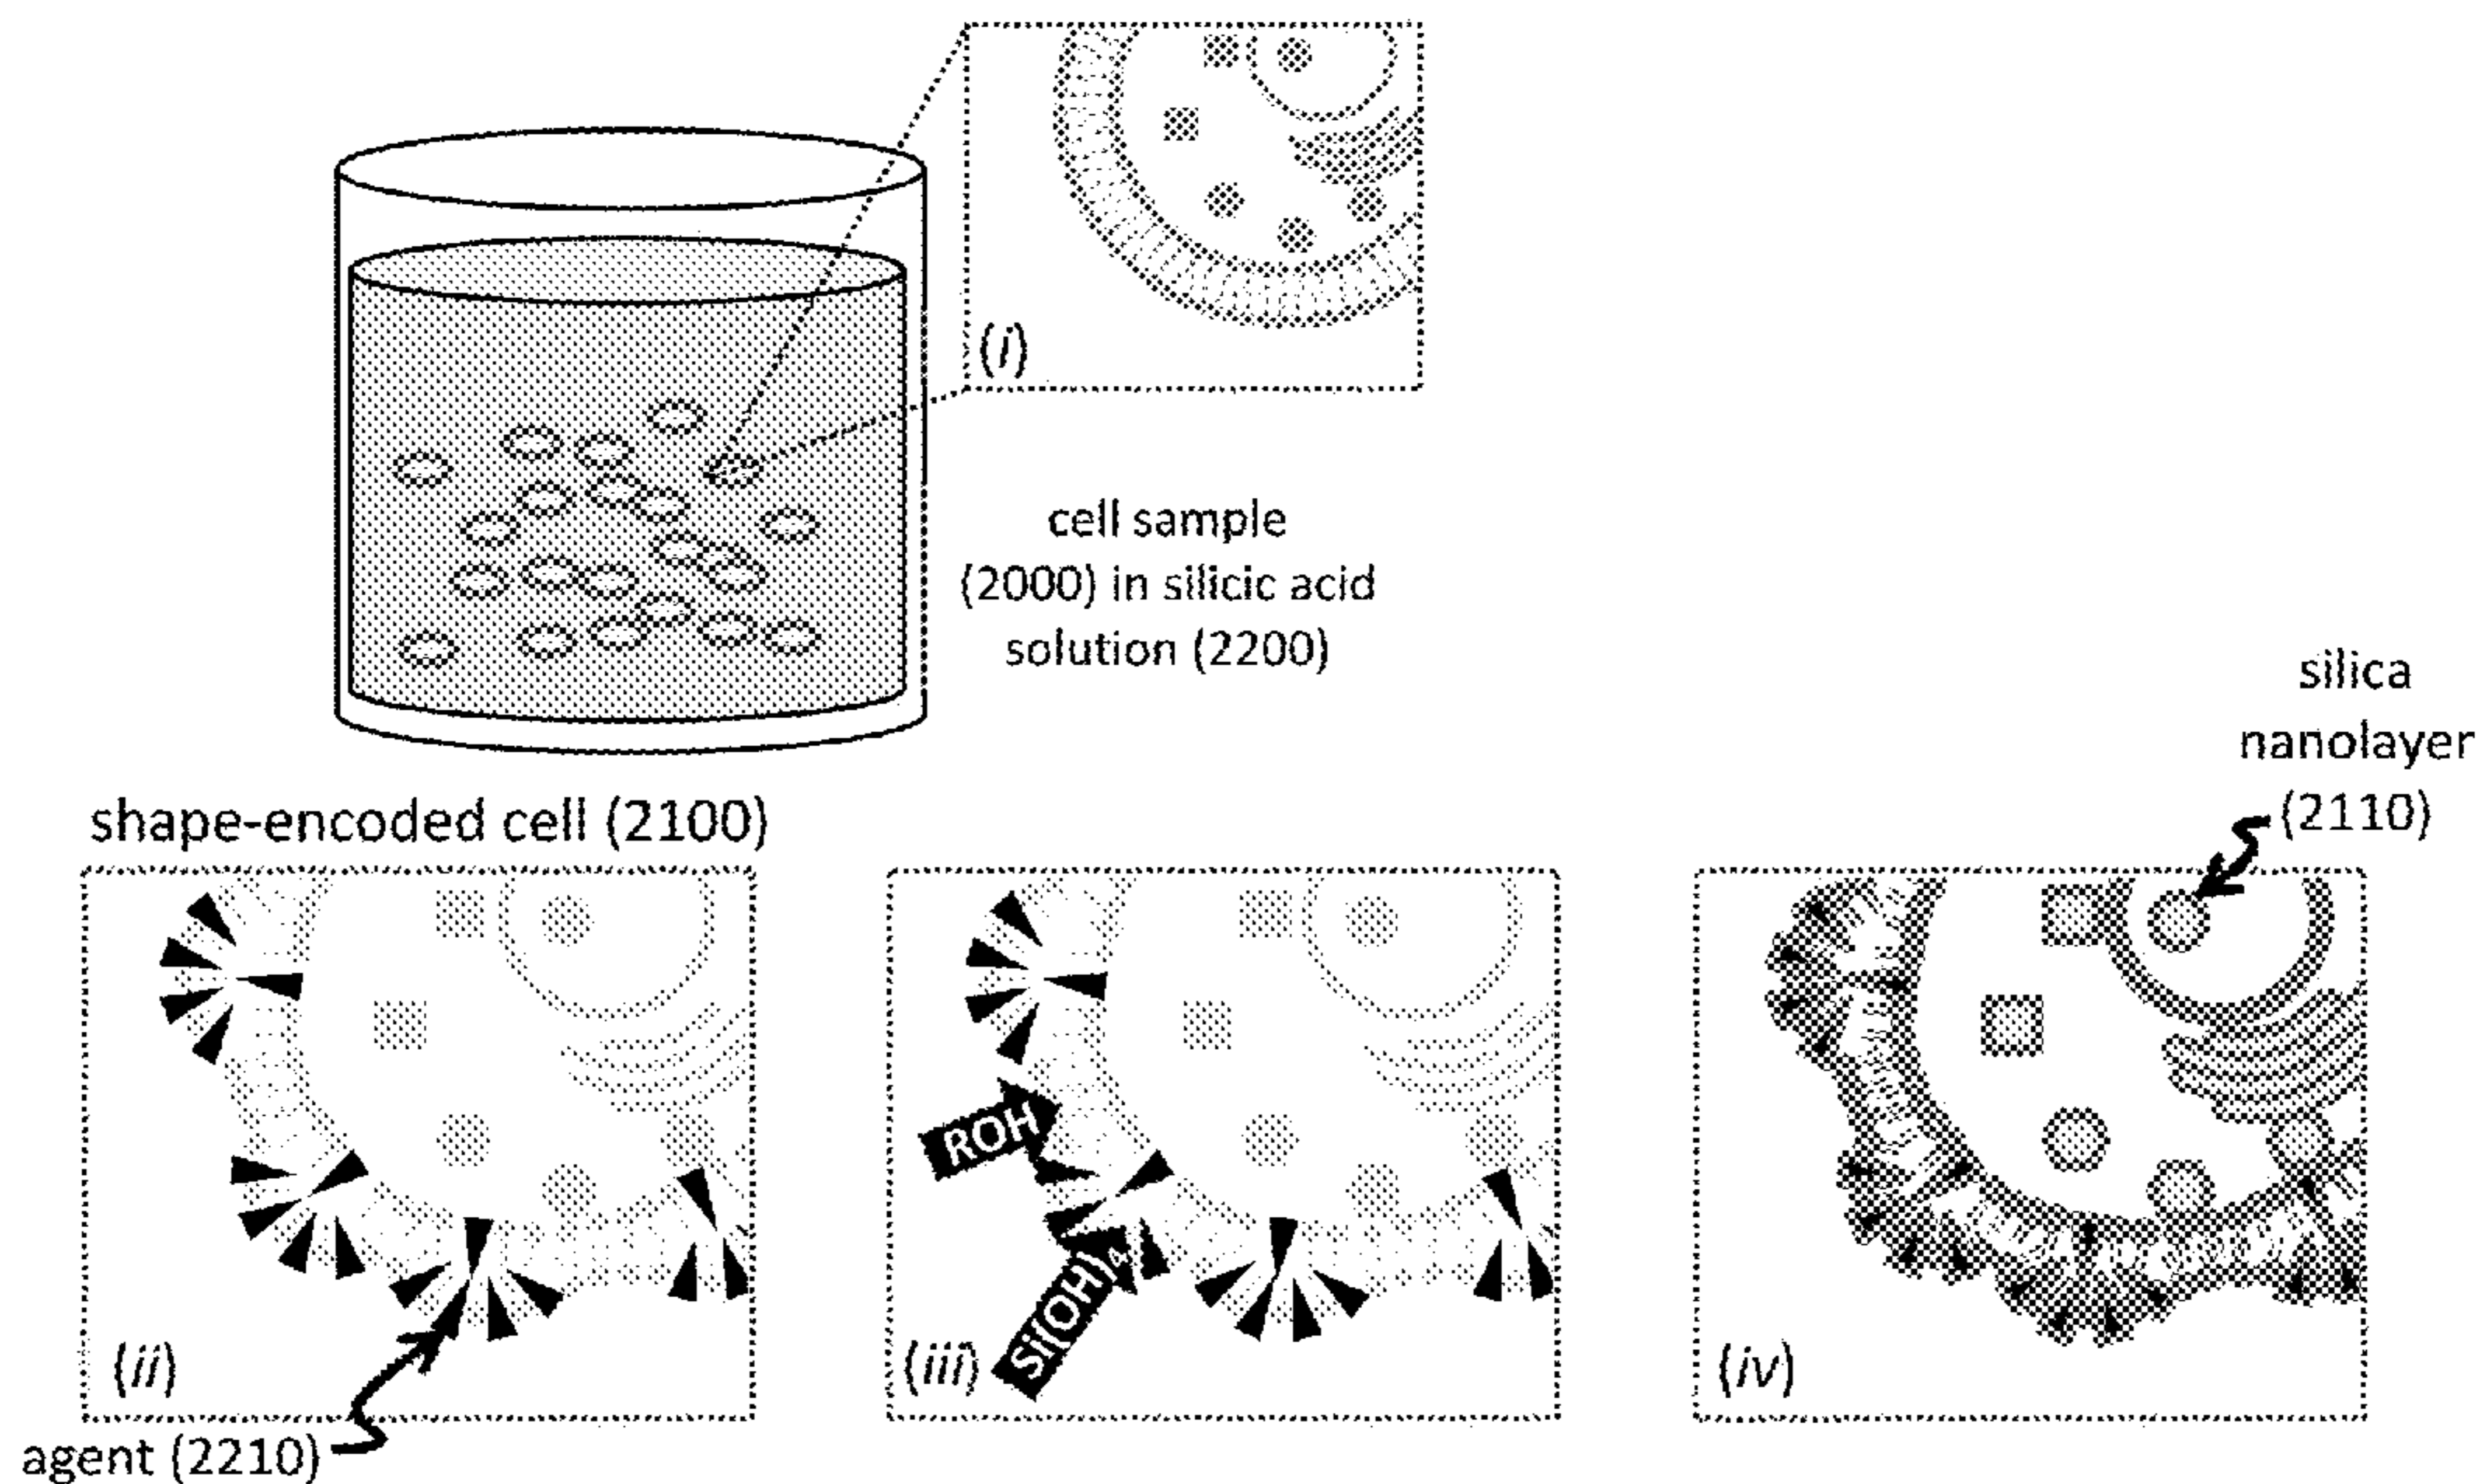 (i)
cell sample
(2000) in silicic acid
solution (2200)
silica
nanolayer
(2110)
shape-encoded cell (2100)
ROH
Si(OH)4
(ii)
(iii)
(iv)
agent (2210)